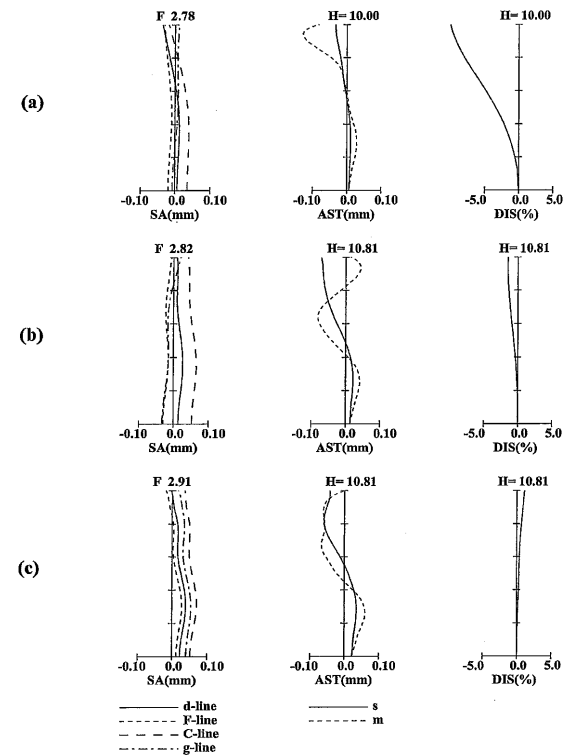 F 2.78 H= 10.00 H= 10.00
(a)
-0.10 0.0 0.10 -0.10 0.0 0.10 -5.0 0.0 5.0
SA(mm) AST(mm) DIS(%)
F 2.82 H= 10.81 H= 10.81
(b)
-0.10 0.0 0.10 -0.10 0.0 0.10 -5.0 0.0 5.0
SA(mm) AST(mm) DIS(%)
F 2.91 H= 10.81 H= 10.81
(c)
-0.10 0.0 0.10 -0.10 0.0 0.10 -5.0 0.0 5.0
SA(mm) AST(mm) DIS(%)
d-line s
F-line m
C-line
g-line